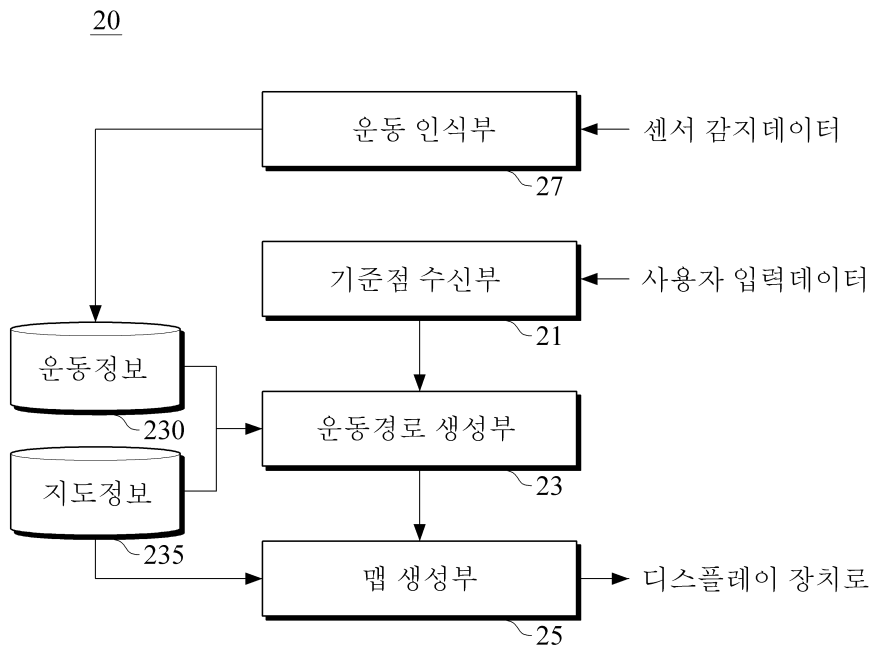 20
운동 인식부
센서 감지데이터
27
기준점 수신부
사용자 입력데이터
21
운동정보
230
운동경로 생성부
23
지도정보
235
맵 생성부
디스플레이 장치로
25